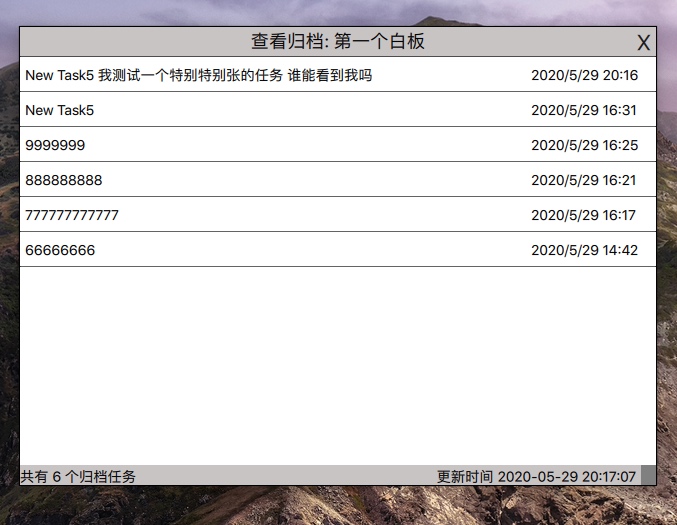 查看归档: 第一个白板 X
New Task5 我测试一个特别特别张的任务 谁能看到我吗 2020/5/29 20:16
New Task5 2020/5/29 16:31
9999999 2020/5/29 16:25
888888888 2020/5/29 16:21
777777777777 2020/5/29 16:17
66666666 2020/5/29 14:42
共有 6 个归档任务 更新时间 2020-05-29 20:17:07